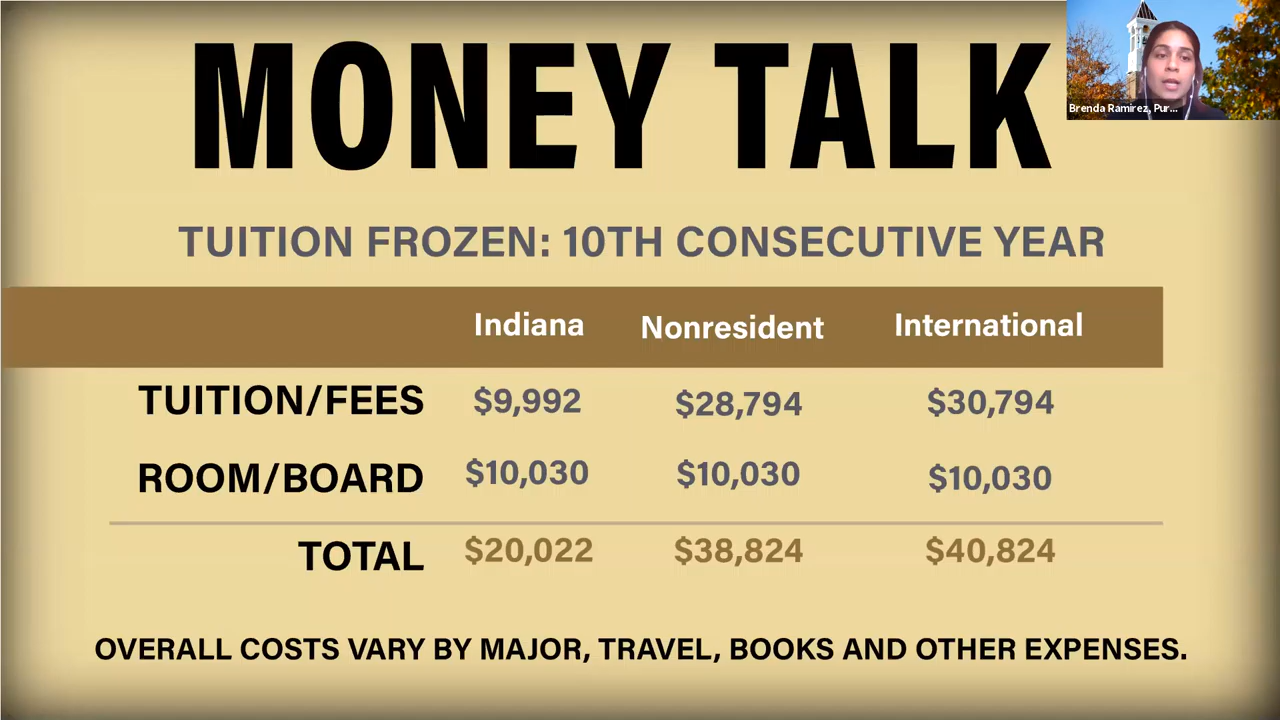 MONEY TALK
Brenda Ramirez, Pur...
TUITION FROZEN: 10TH CONSECUTIVE YEAR
Indiana Nonresident International
TUITION/FEES $9,992 $28,794 $30,794
ROOM/BOARD $10,030 $10,030 $10,030
TOTAL $20,022 $38,824 $40,824
OVERALL COSTS VARY BY MAJOR, TRAVEL, BOOKS AND OTHER EXPENSES.